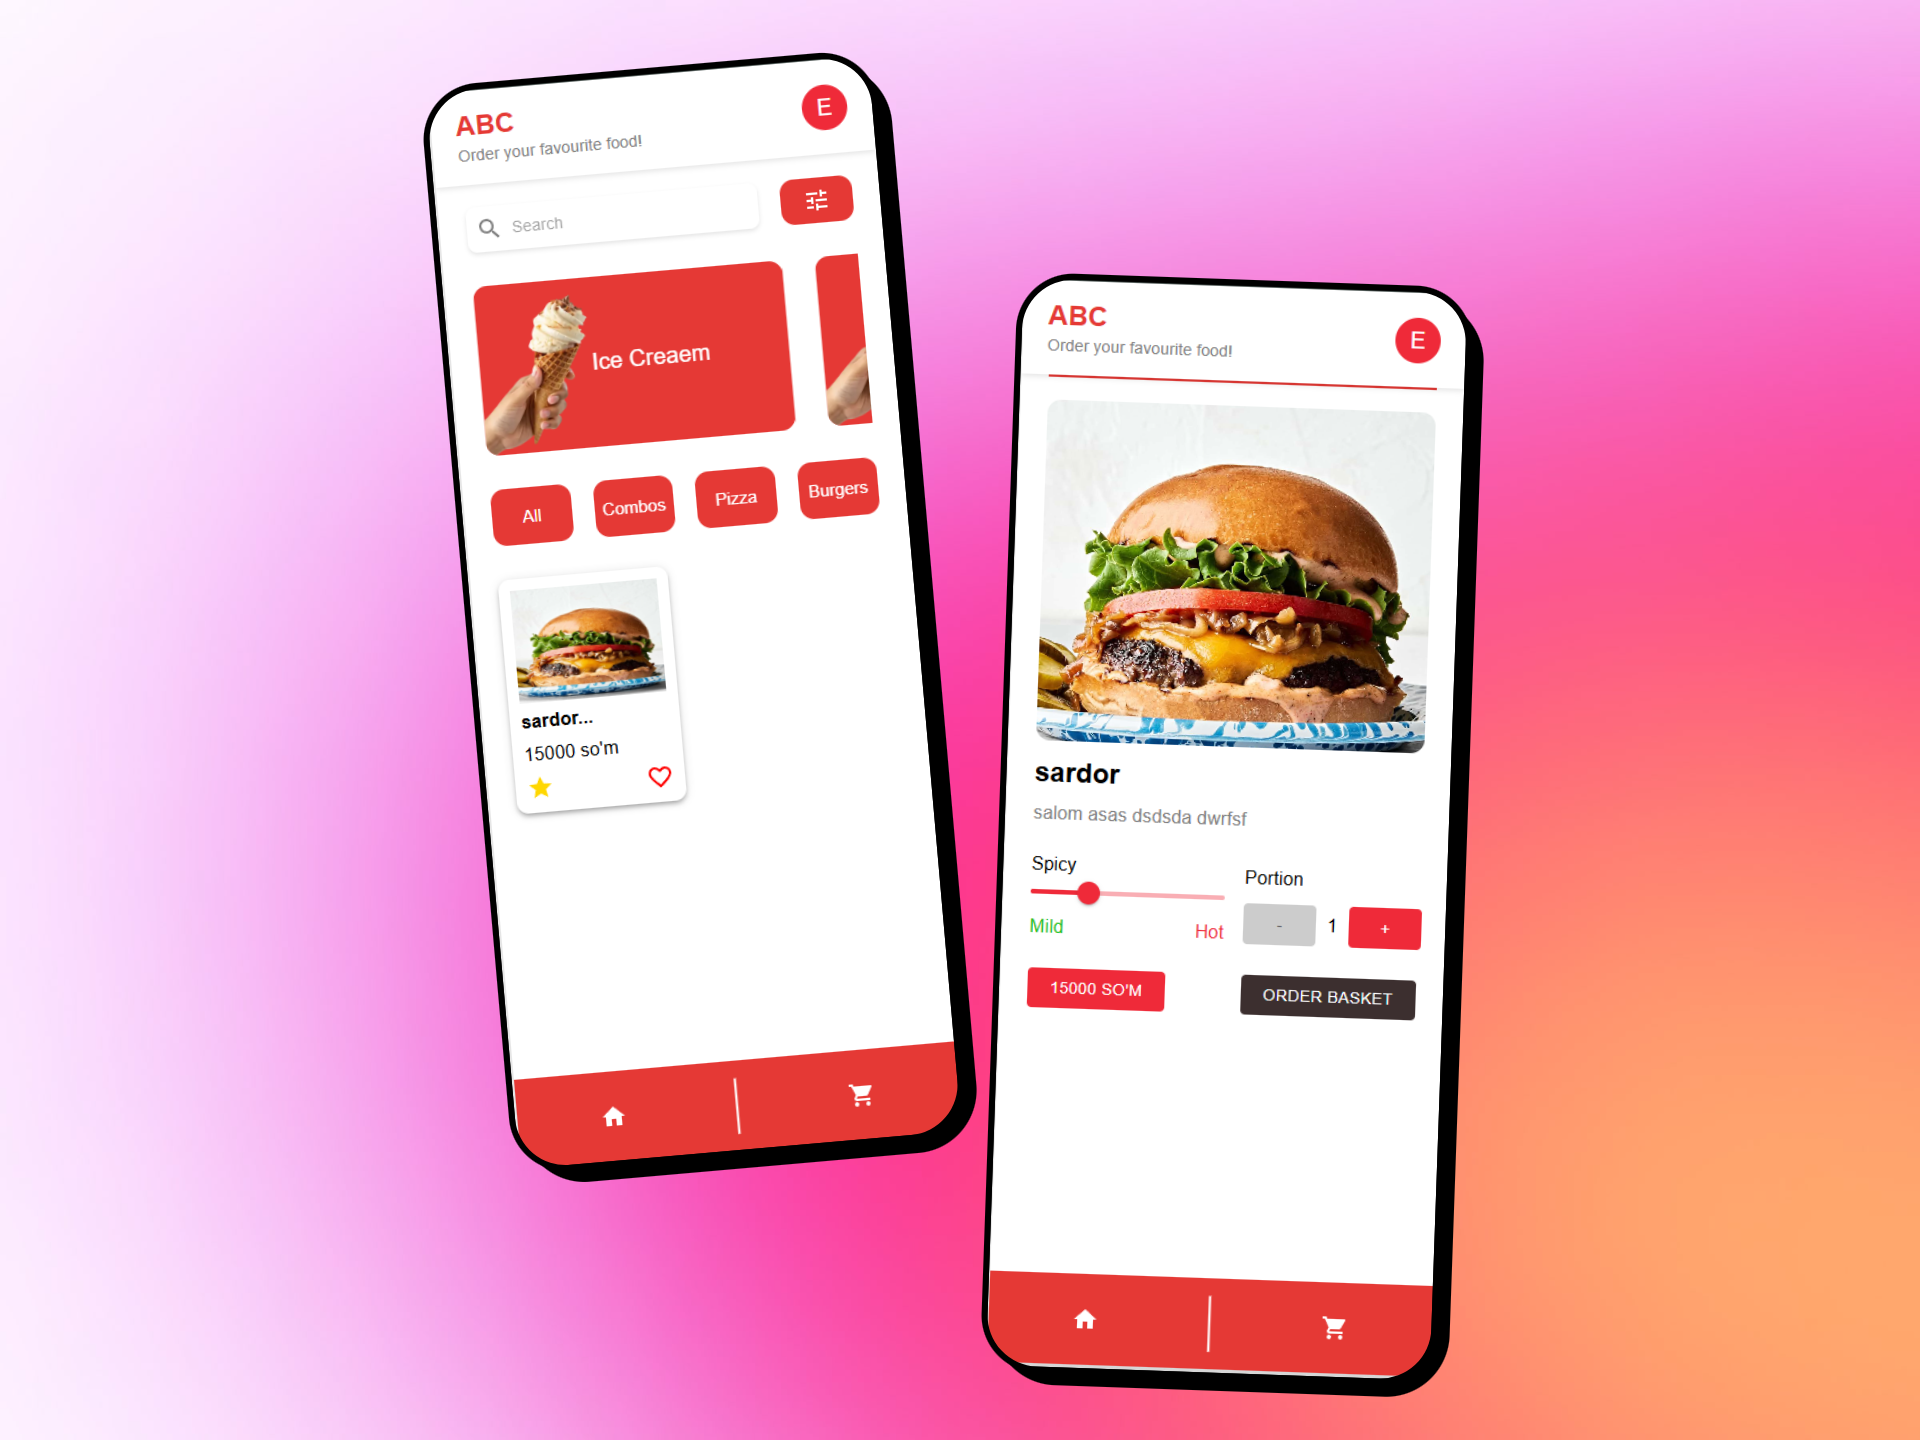 ABC
E
Order your favourite food!
Search
Ice Creaem
All
Combos
Pizza
Burgers
sardor...
15000 so'm
ABC
E
Order your favourite food!
sardor
salom asas dsdsda dwrfsf
Spicy
Mild
Hot
Portion
- 1 +
15000 SO'M
ORDER BASKET